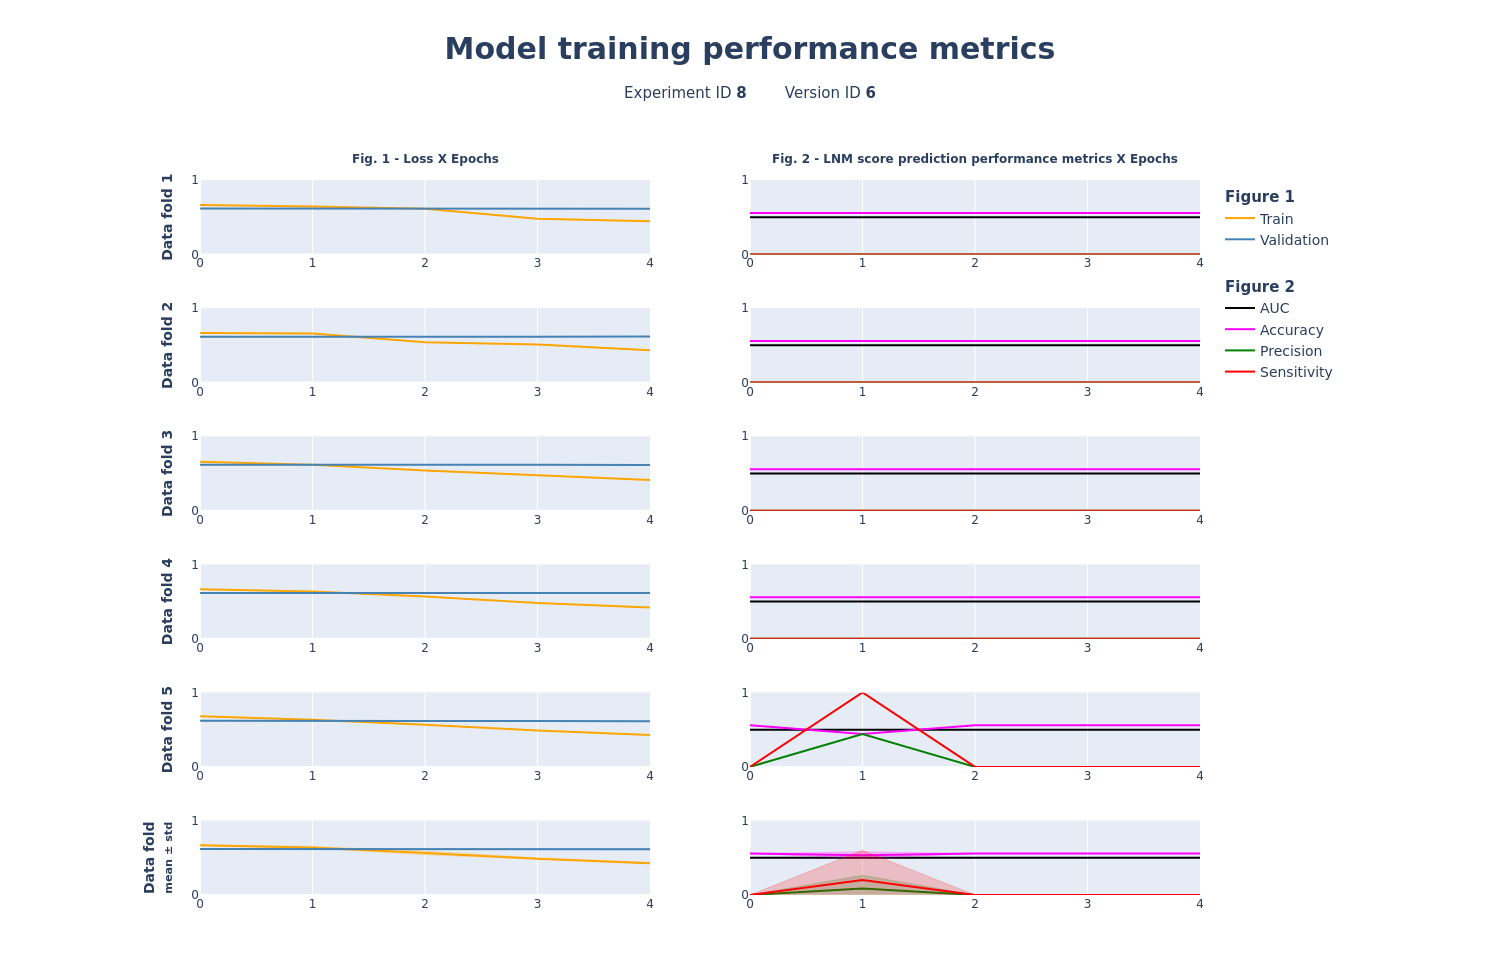 Model training performance metrics
Experiment ID 8 Version ID 6
Fig. 1 - Loss X Epochs
Fig. 2 - LNM score prediction performance metrics X Epochs
Data fold 1
1
0
0 1 2 3 4
1
0
0 1 2 3 4
Figure 1
Train
Validation
Figure 2
AUC
Accuracy
Precision
Sensitivity
Data fold 2
1
0
0 1 2 3 4
1
0
0 1 2 3 4
Data fold 3
1
0
0 1 2 3 4
1
0
0 1 2 3 4
Data fold 4
1
0
0 1 2 3 4
1
0
0 1 2 3 4
Data fold 5
1
0
0 1 2 3 4
1
0
0 1 2 3 4
Data fold
mean ± std
1
0
0 1 2 3 4
1
0
0 1 2 3 4